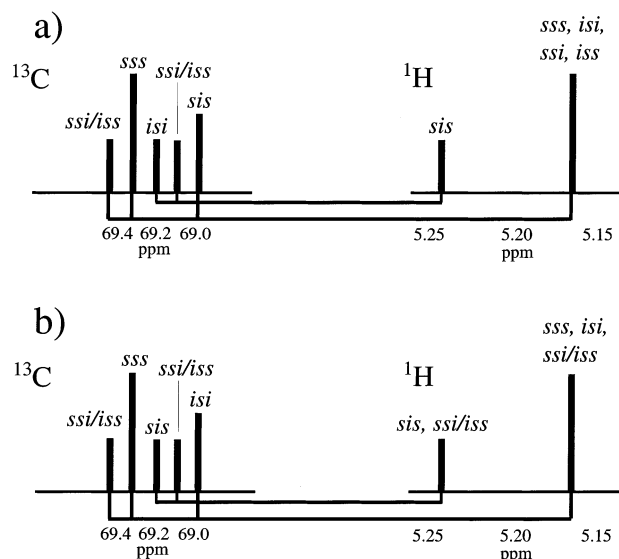 a)
sss, isi,
ssi, iss
¹³C
sss
ssi/iss
¹H
sis
ssi/iss
isi
sis
69.4 69.2 69.0
ppm
5.25 5.20 5.15
ppm
b)
sss, isi,
ssi/iss
¹³C
sss
ssi/iss
¹H
isi
ssi/iss
sis
sis, ssi/iss
69.4 69.2 69.0
ppm
5.25 5.20 5.15
ppm